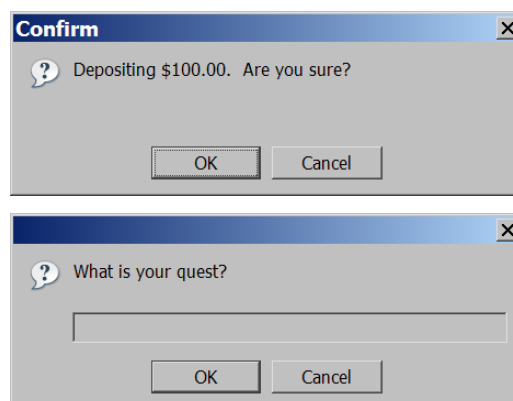 Confirm
Depositing $100.00.  Are you sure?
OK Cancel
What is your quest?
OK Cancel